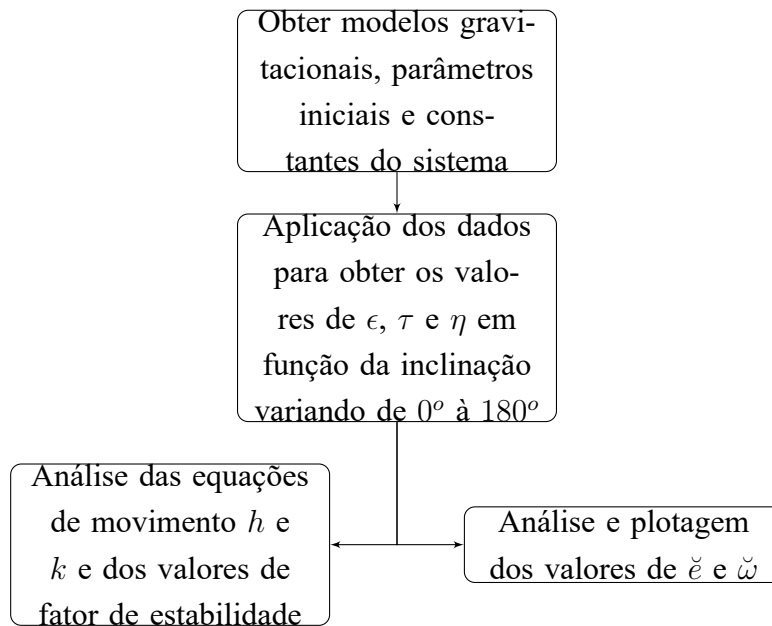 Obter modelos gravi-
tacionais, parâmetros
iniciais e cons-
tantes do sistema
Aplicação dos dados
para obter os valo-
res de ϵ, τ e η em
função da inclinação
variando de 0º à 180º
Análise das equações
de movimento h e
k e dos valores de
fator de estabilidade
Análise e plotagem
dos valores de ĕ e ω̆